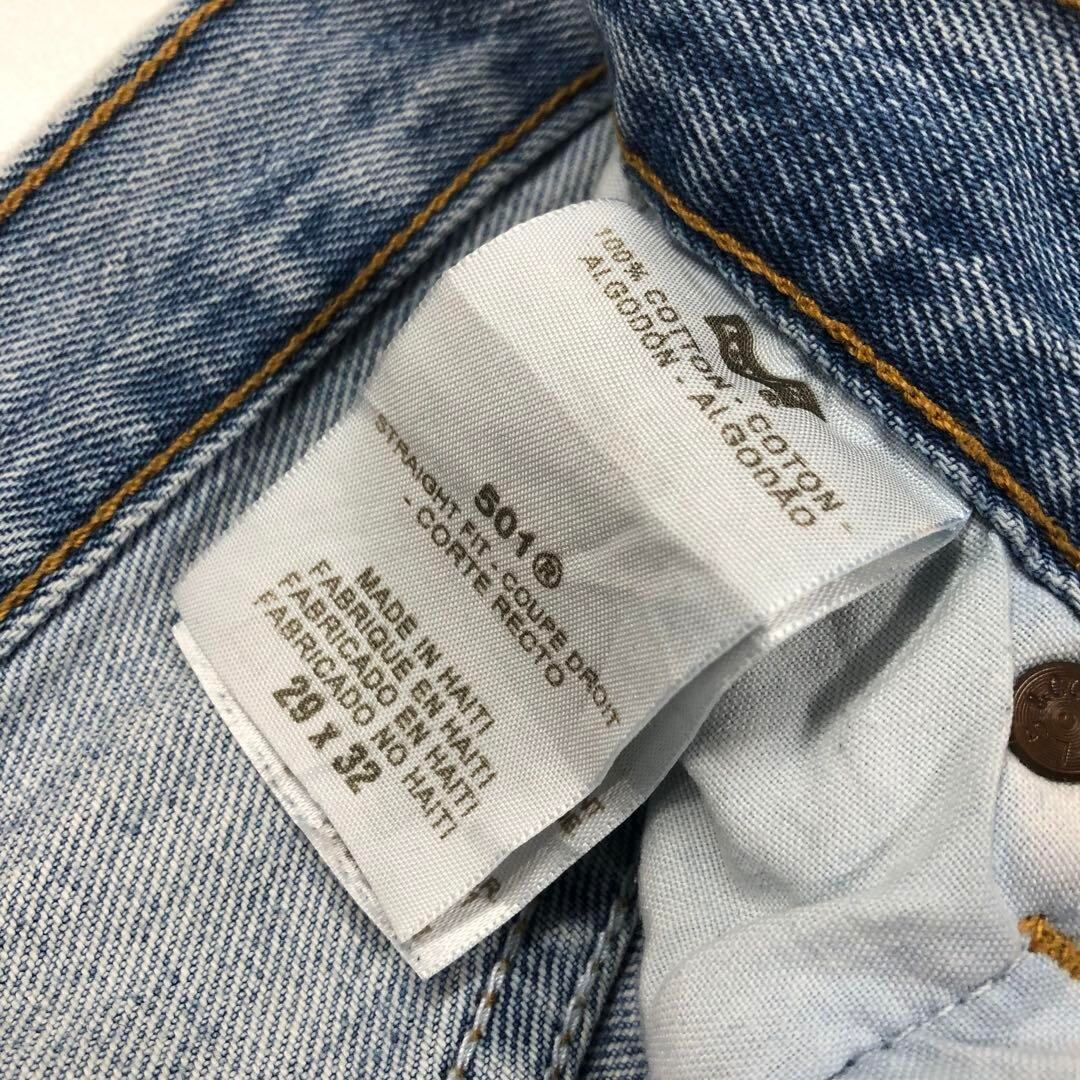 100% COTTON - COTON -
ALGODÓN - ALGODÃO
501®
STRAIGHT FIT - COUPE DROIT
- CORTE RECTO
MADE IN HAITI
FABRIQUÉ EN HAITI
FABRICADO EN HAITI
FABRICADO NO HAITI
29 x 32